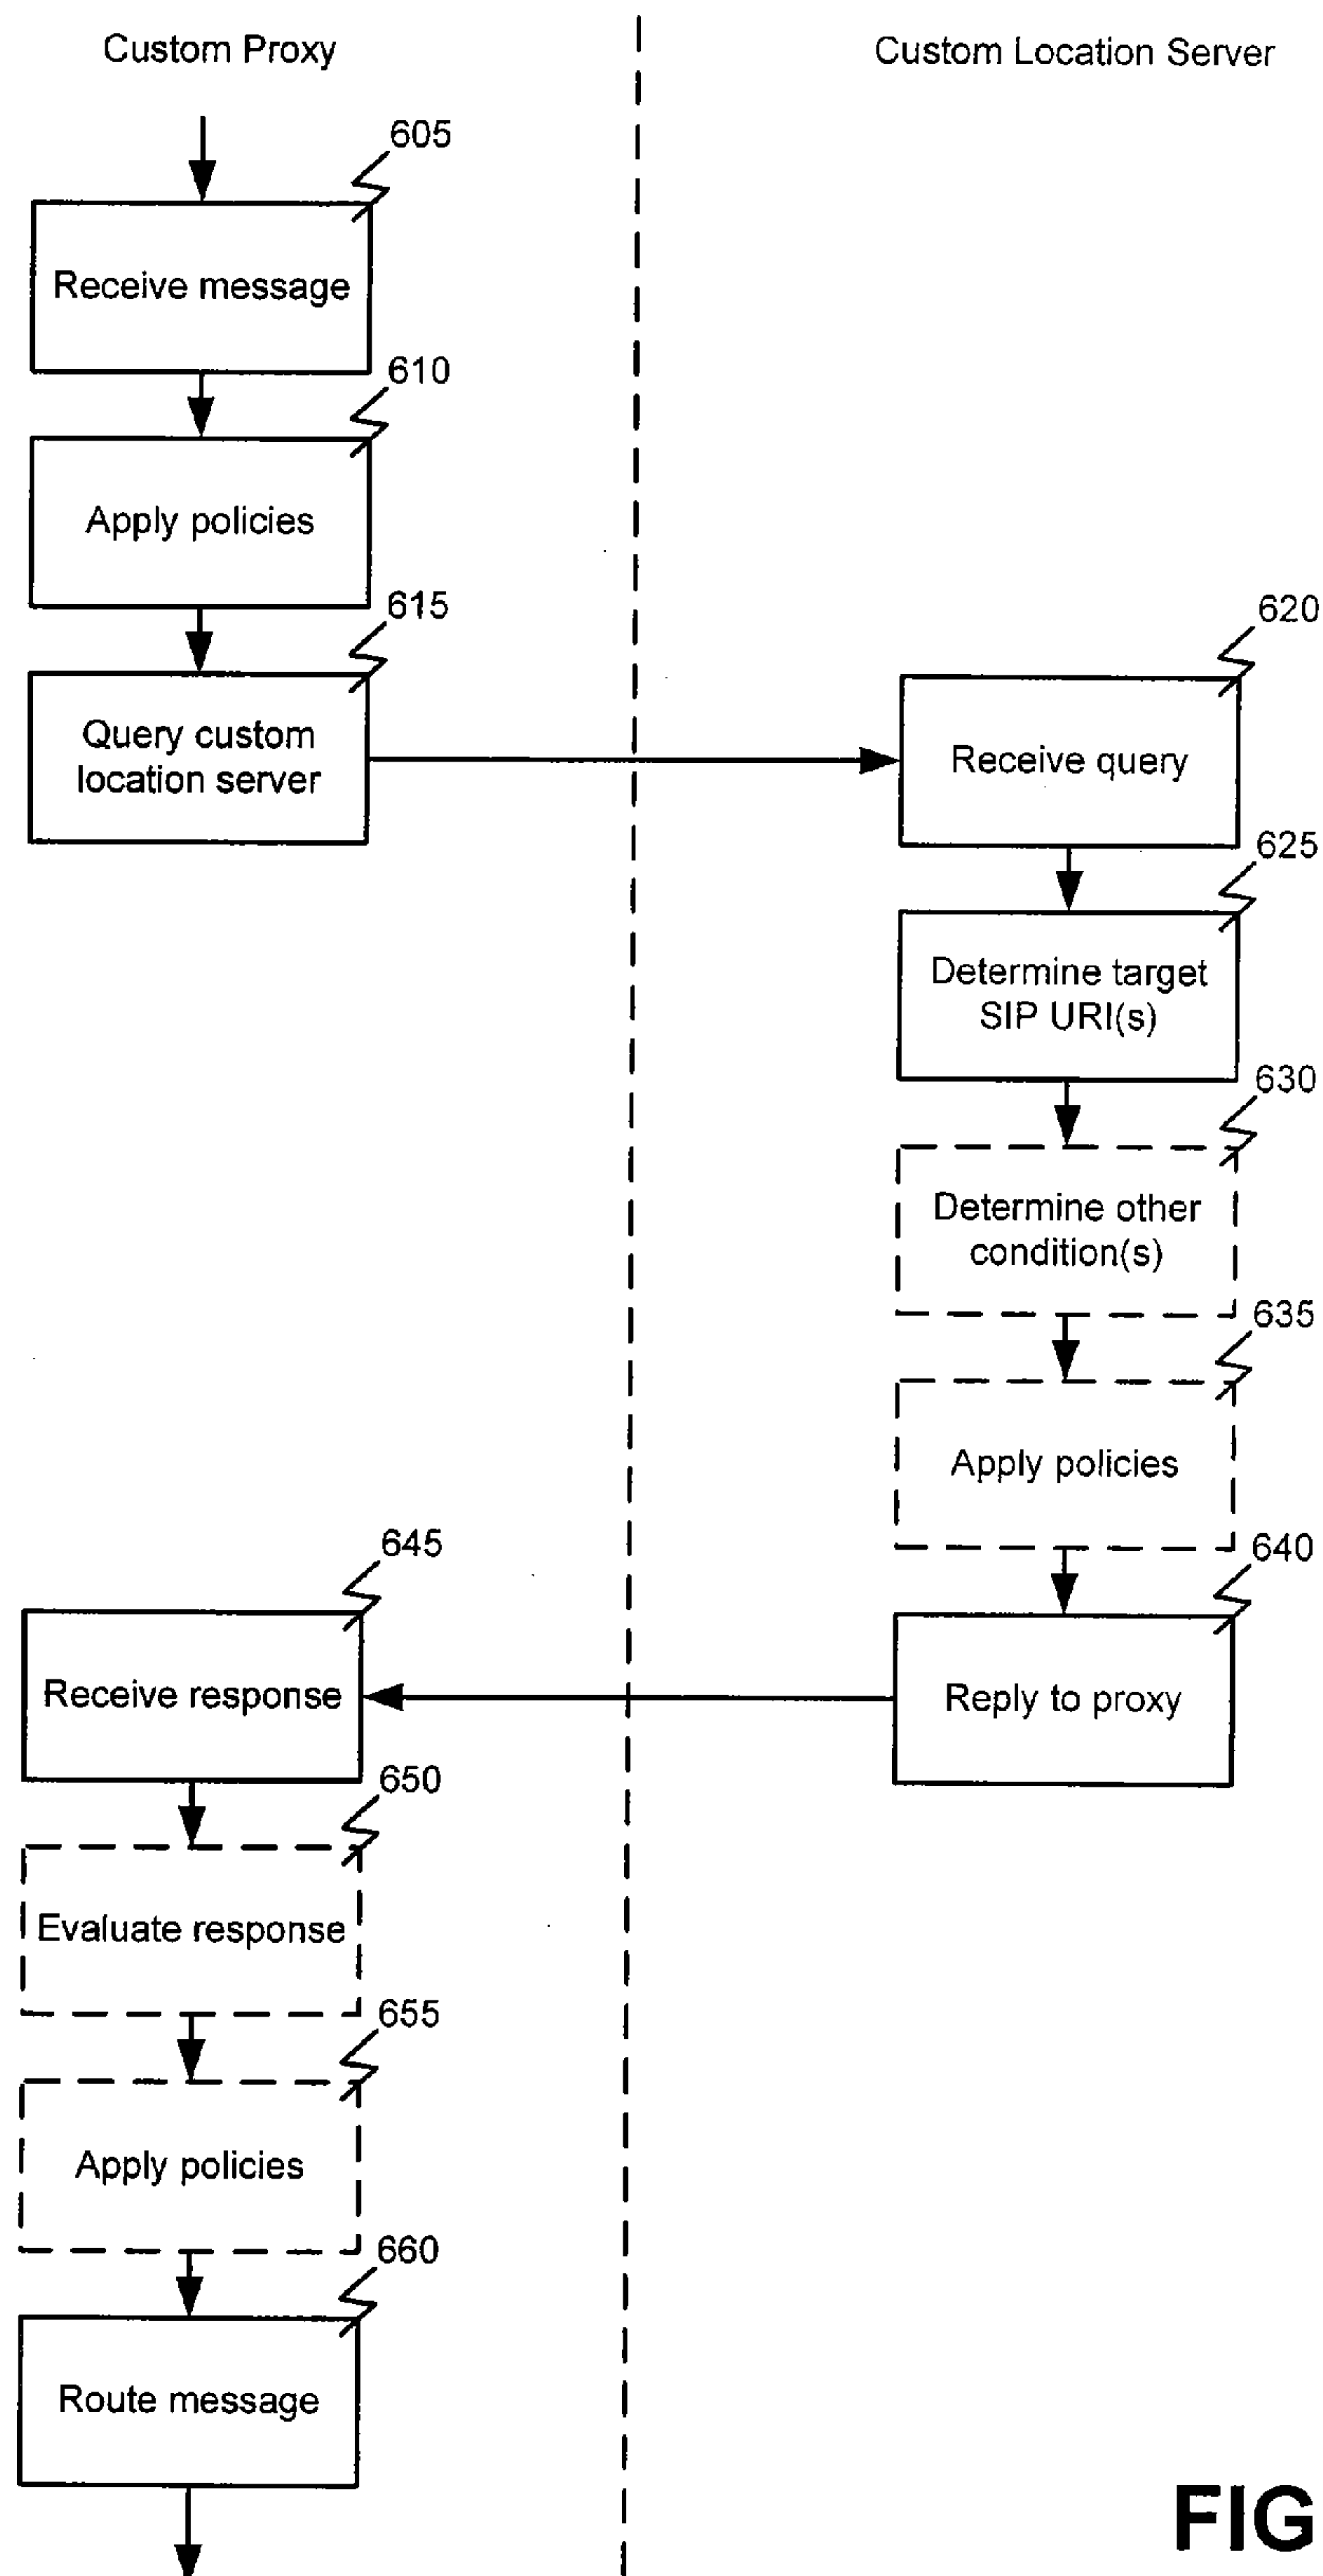 Custom Proxy
Custom Location Server
605
Receive message
610
Apply policies
615
Query custom
location server
620
Receive query
625
Determine target
SIP URI(s)
630
Determine other
condition(s)
635
Apply policies
640
Reply to proxy
645
Receive response
650
Evaluate response
655
Apply policies
660
Route message
FIG